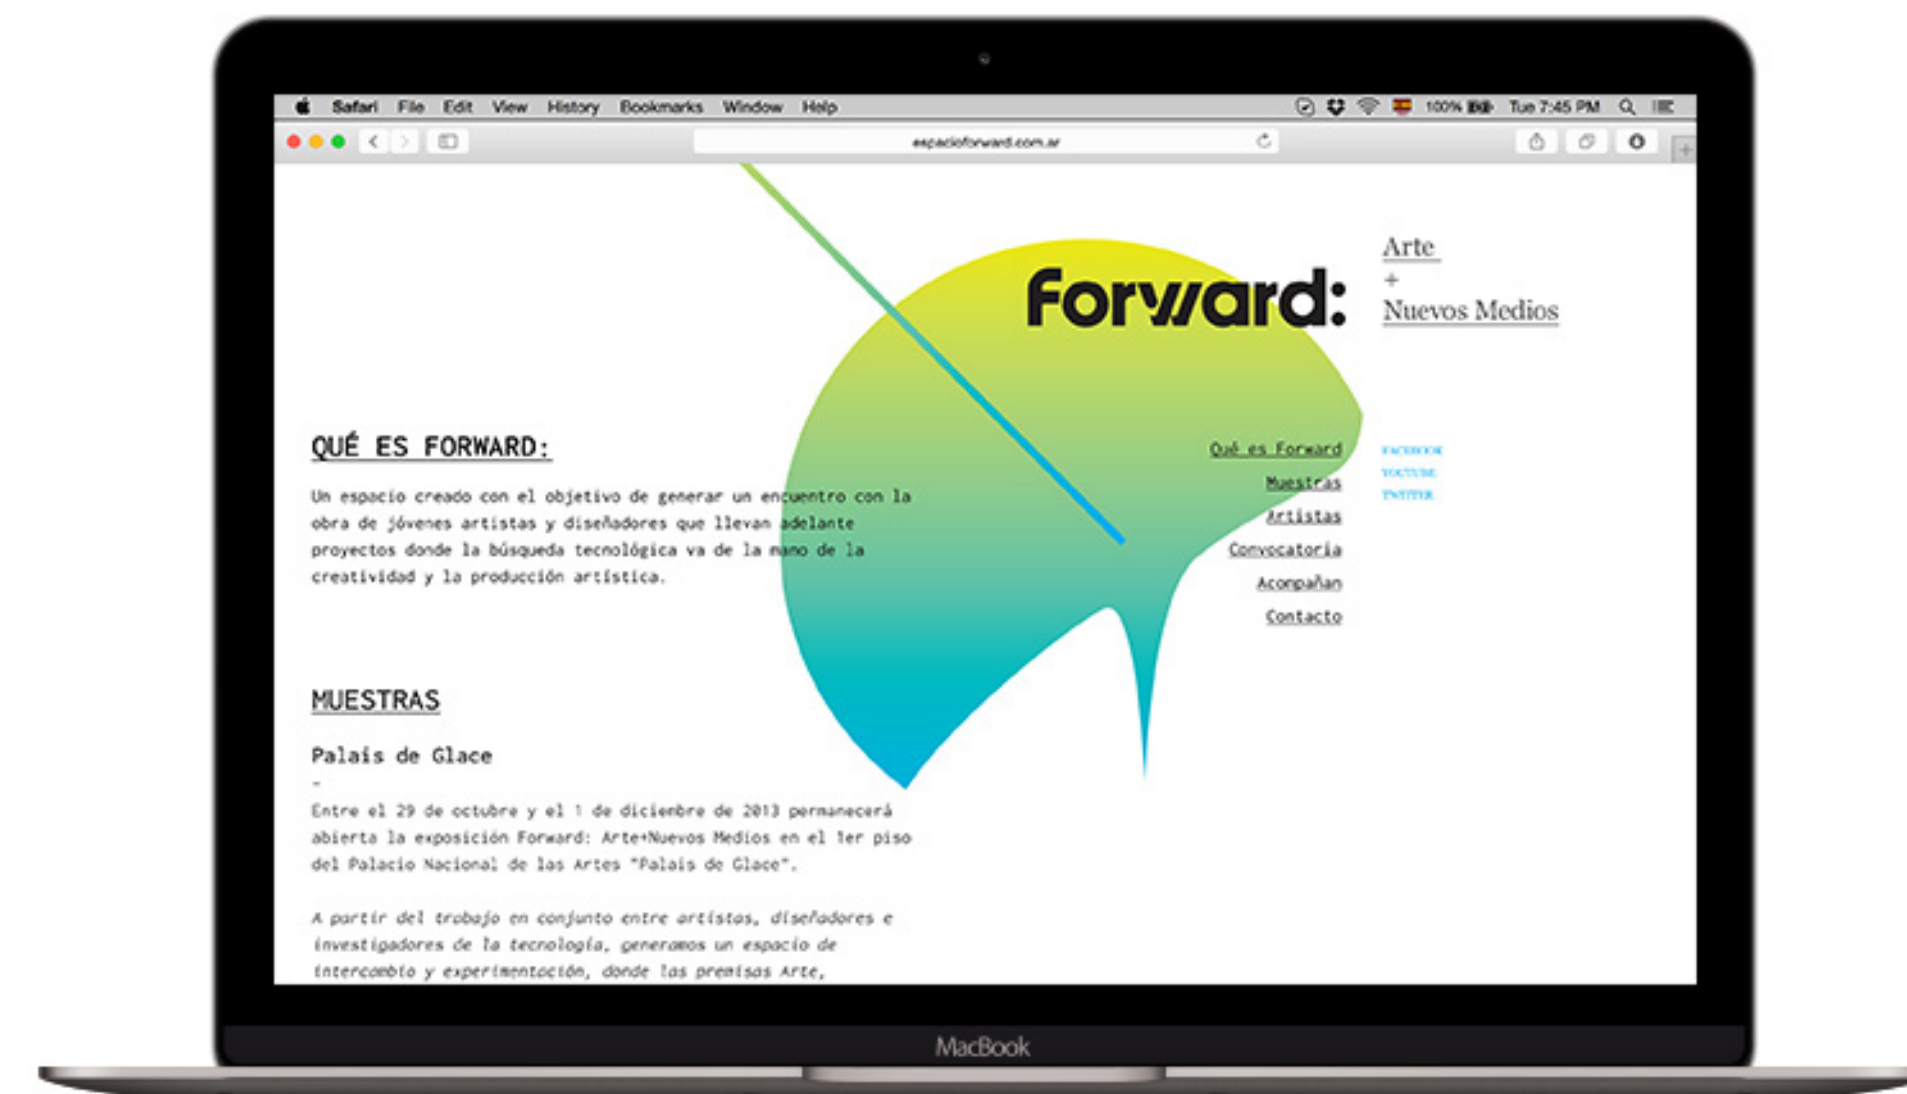 Safari File Edit View History Bookmarks Window Help
100% Tue 7:45 PM
espacioforward.com.ar
forward:
Arte
+
Nuevos Medios
QUÉ ES FORWARD:
Un espacio creado con el objetivo de generar un encuentro con la
obra de jóvenes artistas y diseñadores que llevan adelante
proyectos donde la búsqueda tecnológica va de la mano de la
creatividad y la producción artística.
Qué es Forward
Muestras
Artistas
Convocatoria
Acompañan
Contacto
FACEBOOK
YOUTUBE
TWITTER
MUESTRAS
Palais de Glace
-
Entre el 29 de octubre y el 1 de diciembre de 2013 permanecerá
abierta la exposición Forward: Arte+Nuevos Medios en el 1er piso
del Palacio Nacional de las Artes "Palais de Glace".
A partir del trabajo en conjunto entre artistas, diseñadores e
investigadores de la tecnología, generamos un espacio de
intercambio y experimentación, donde las premisas Arte,
MacBook